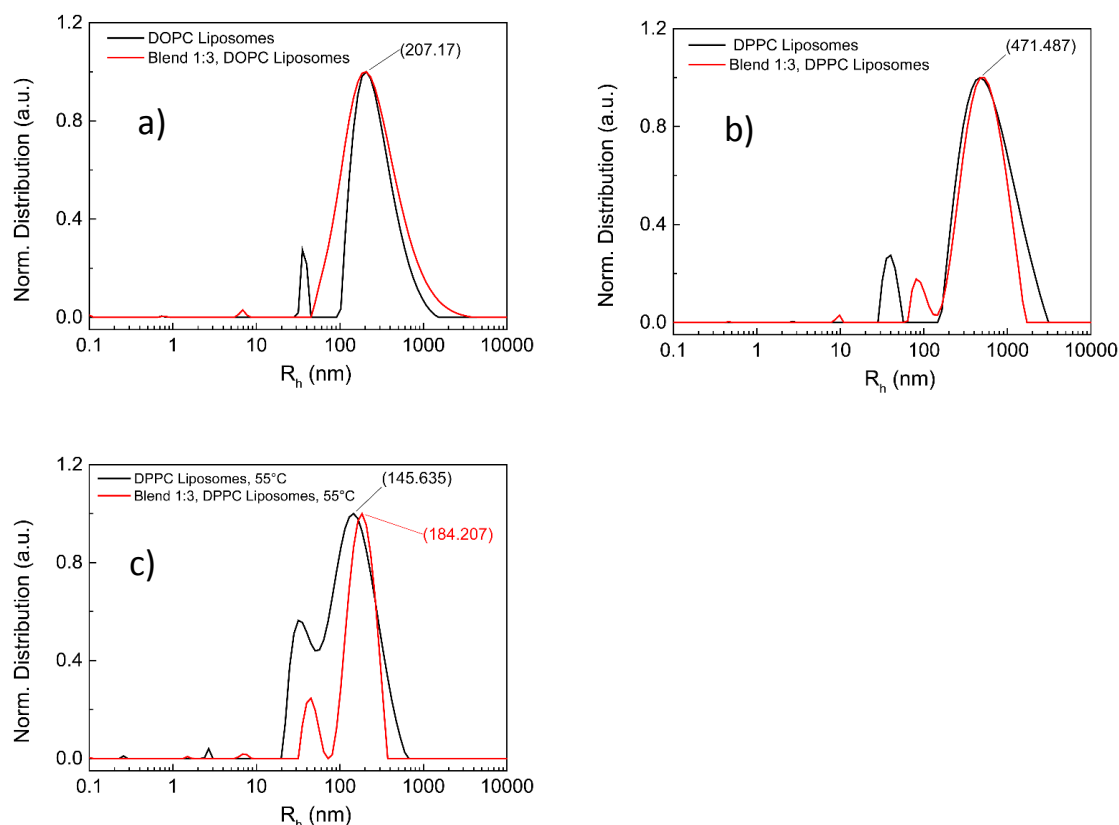 a)
DOPC Liposomes
Blend 1:3, DOPC Liposomes
(207.17)
Norm. Distribution (a.u.)
1.2
0.8
0.4
0.0
0.1 1 10 100 1000 10000
Rₕ (nm)
b)
DPPC Liposomes
Blend 1:3, DPPC Liposomes
(471.487)
Norm. Distribution (a.u.)
1.2
0.8
0.4
0.0
0.1 1 10 100 1000 10000
Rₕ (nm)
c)
DPPC Liposomes, 55°C
Blend 1:3, DPPC Liposomes, 55°C
(145.635)
(184.207)
Norm. Distribution (a.u.)
1.2
0.8
0.4
0.0
0.1 1 10 100 1000 10000
Rₕ (nm)